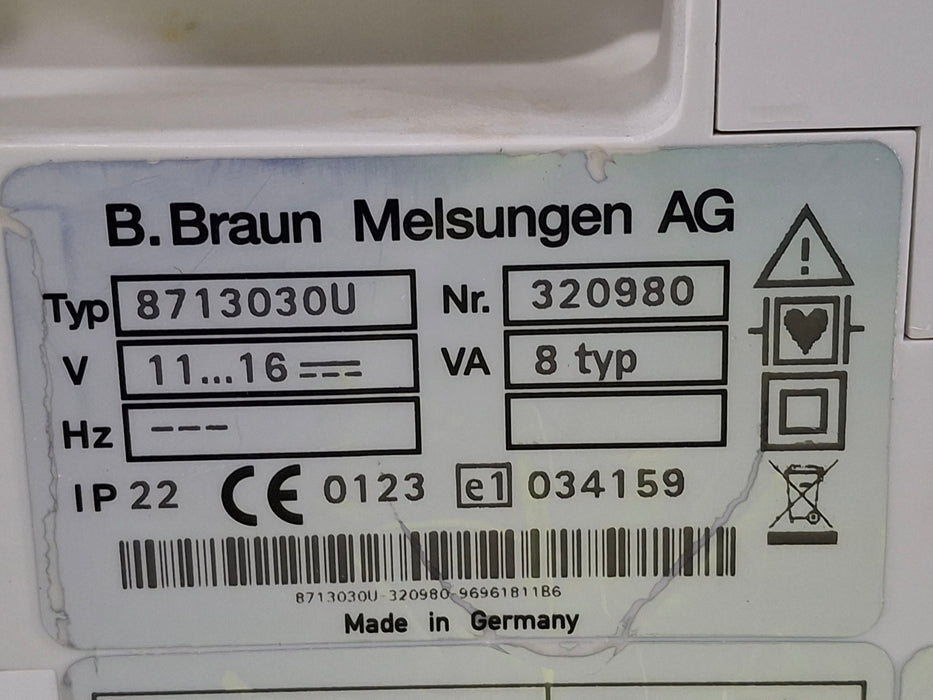 B. Braun Melsungen AG
Typ 8713030U Nr. 320980
V 11...16 VA 8 typ
Hz ---
IP 22 CE 0123 e1 034159
8713030U-320980-96961811B6
Made in Germany